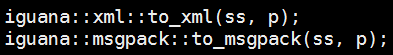 iguana::xml::to_xml(ss, p);
iguana::msgpack::to_msgpack(ss, p);